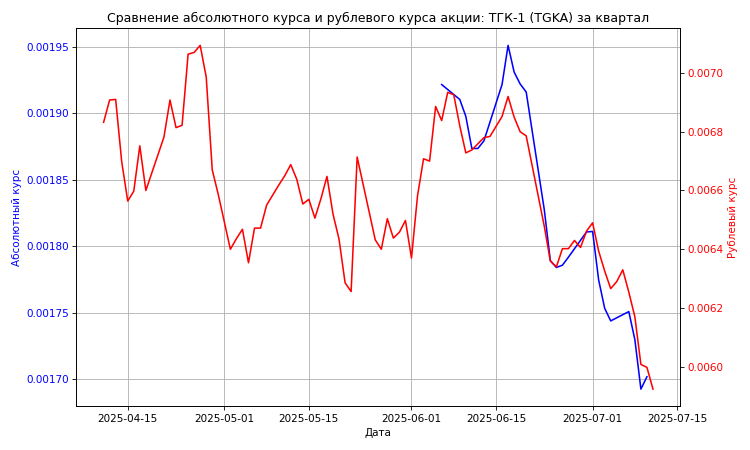 Сравнение абсолютного курса и рублевого курса акции: ТГК-1 (TGKA) за квартал
Абсолютный курс
0.00195
0.00190
0.00185
0.00180
0.00175
0.00170
0.0070
0.0068
0.0066
0.0064
0.0062
0.0060
Рублевый курс
2025-04-15 2025-05-01 2025-05-15 2025-06-01 2025-06-15 2025-07-01 2025-07-15
Дата